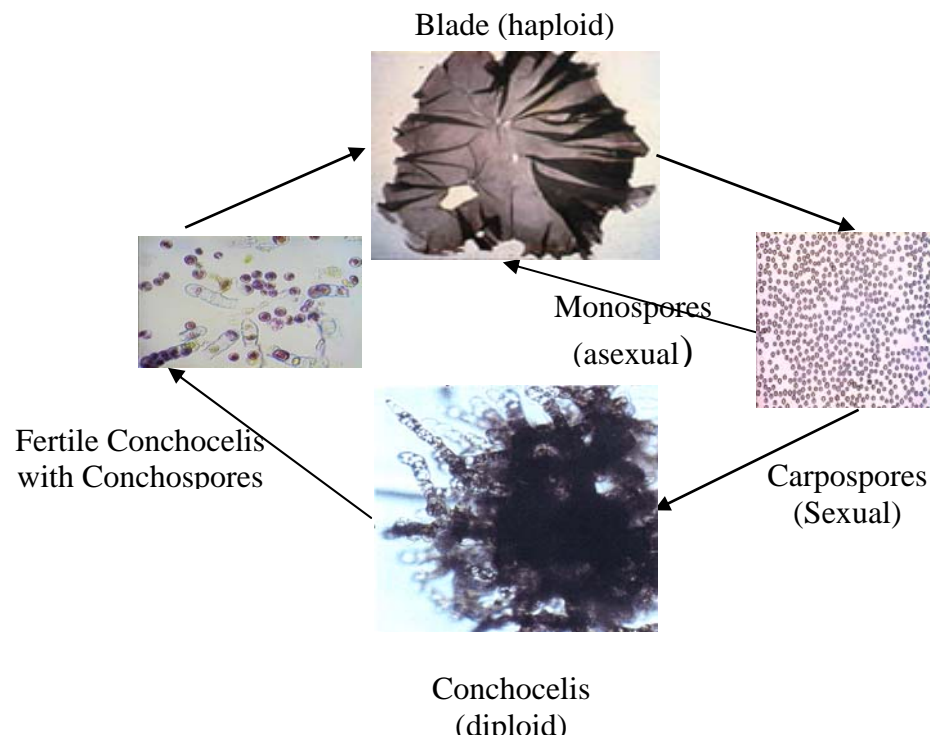 Blade (haploid)
Monospores
(asexual)
Fertile Conchocelis
with Conchospores
Carpospores
(Sexual)
Conchocelis
(diploid)